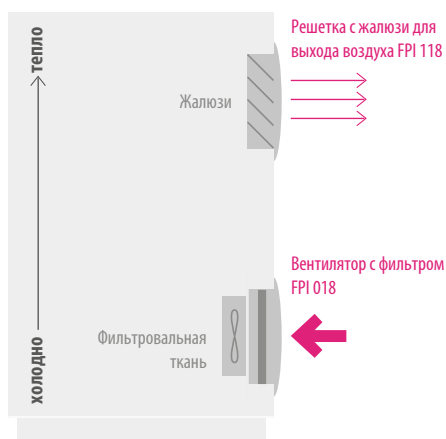 Решетка с жалюзи для
выхода воздуха FPI 118
тепло
Жалюзи
Вентилятор с фильтром
FPI 018
Фильтровальная
ткань
холодно